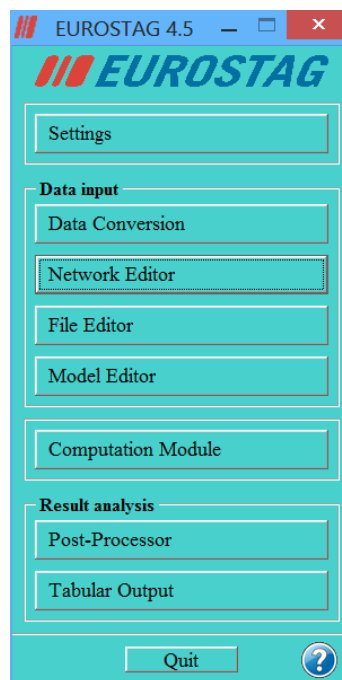 EUROSTAG 4.5
EUROSTAG
Settings
Data input
Data Conversion
Network Editor
File Editor
Model Editor
Computation Module
Result analysis
Post-Processor
Tabular Output
Quit
?